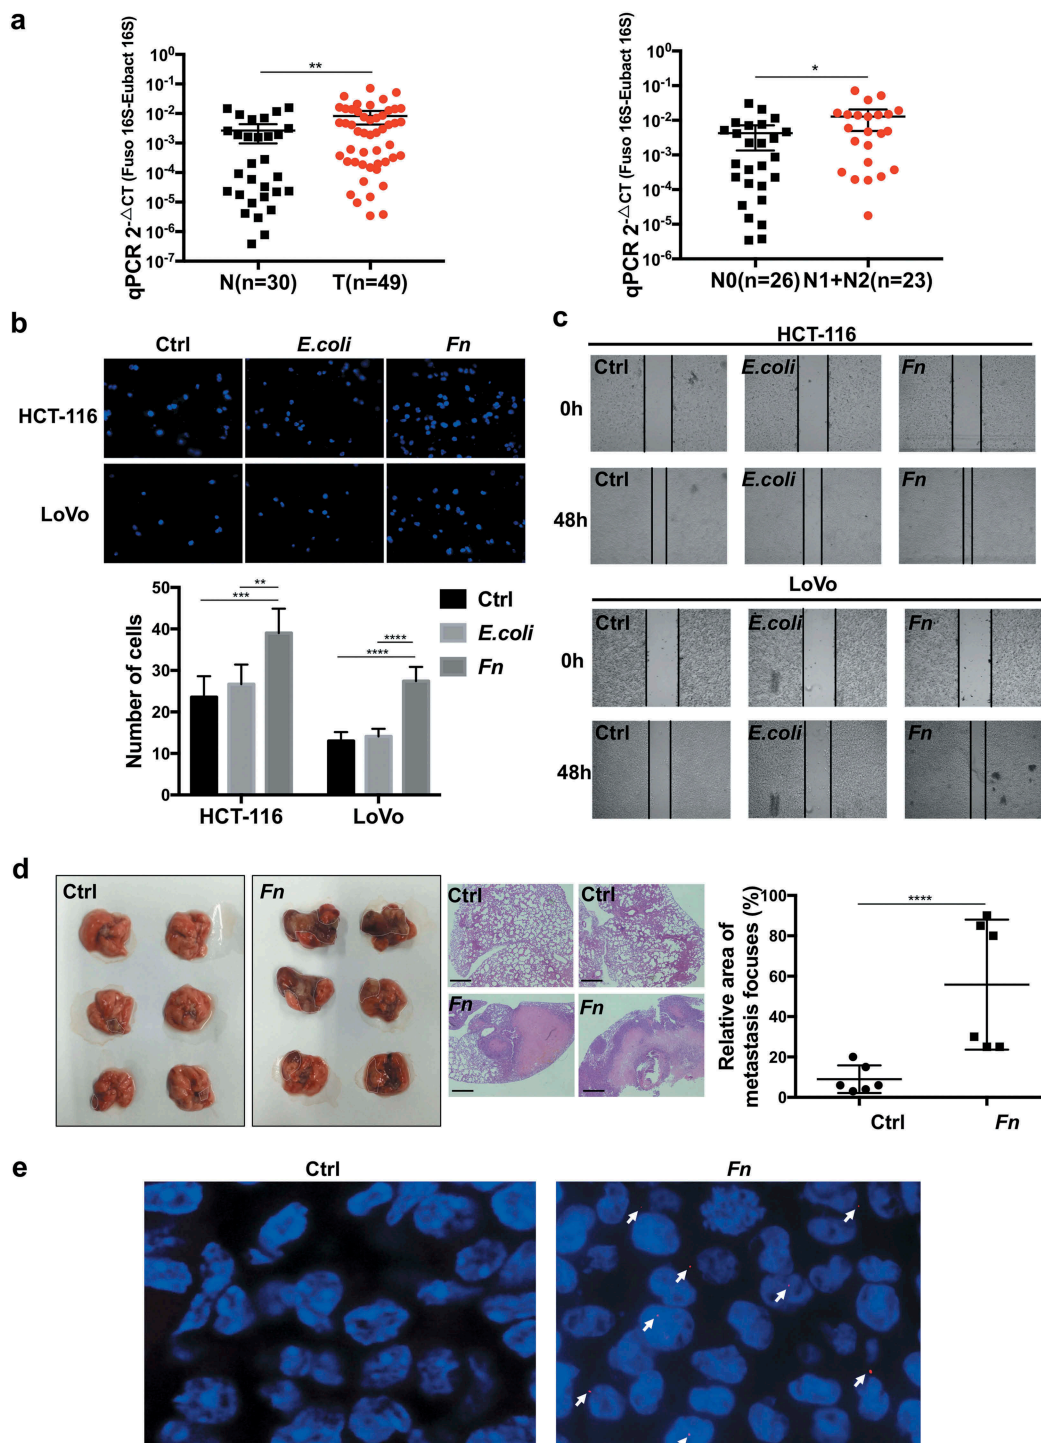 a
qPCR 2-△CT (Fuso 16S-Eubact 16S)
100
10-1
10-2
10-3
10-4
10-5
10-6
10-7
**
N(n=30)
T(n=49)
qPCR 2-△CT (Fuso 16S-Eubact 16S)
100
10-1
10-2
10-3
10-4
10-5
10-6
*
N0(n=26)
N1+N2(n=23)
b
Ctrl
E.coli
Fn
HCT-116
LoVo
Number of cells
50
40
30
20
10
0
**
***
****
****
HCT-116
LoVo
Ctrl
E.coli
Fn
c
HCT-116
0h
Ctrl
E.coli
Fn
48h
Ctrl
E.coli
Fn
LoVo
0h
Ctrl
E.coli
Fn
48h
Ctrl
E.coli
Fn
d
Ctrl
Fn
Ctrl
Ctrl
Fn
Fn
Relative area of
metastasis focuses (%)
100
80
60
40
20
0
****
Ctrl
Fn
e
Ctrl
Fn